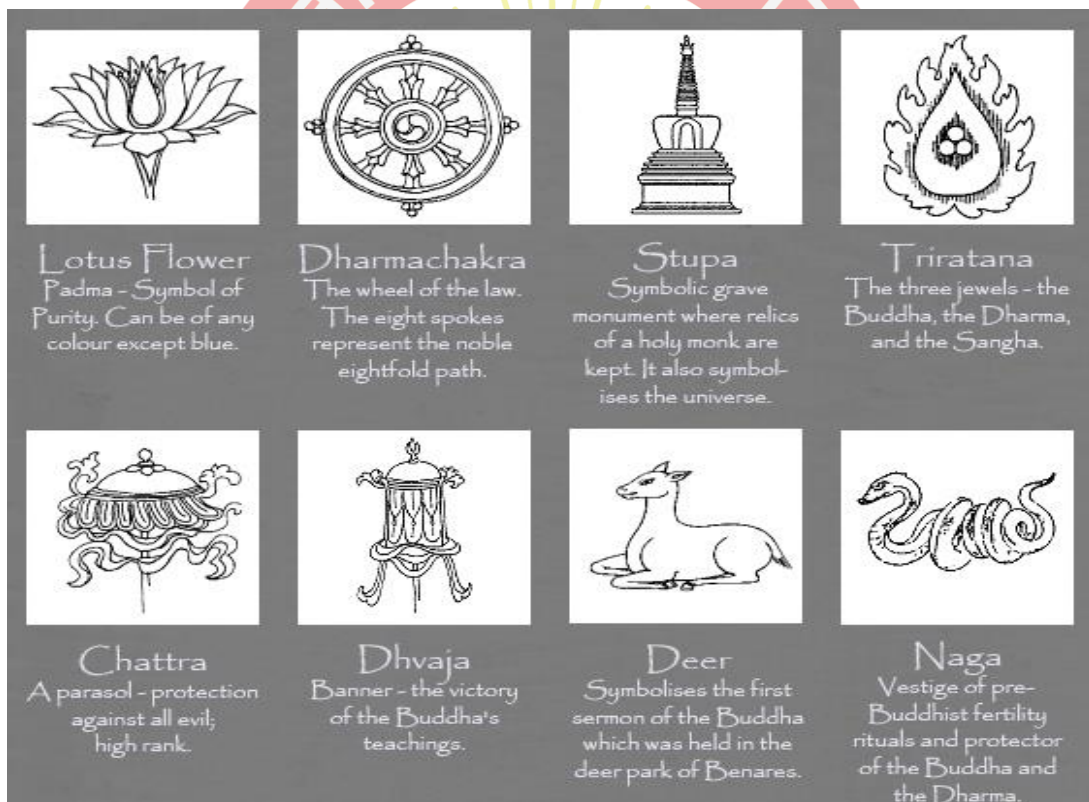 Lotus Flower
Padma - Symbol of
Purity. Can be of any
colour except blue.
Dharmachakra
The wheel of the law.
The eight spokes
represent the noble
eightfold path.
Stupa
Symbolic grave
monument where relics
of a holy monk are
kept. It also symbol-
ises the universe.
Triratana
The three jewels - the
Buddha, the Dharma,
and the Sangha.
Chattra
A parasol - protection
against all evil;
high rank.
Dhvaja
Banner - the victory
of the Buddha's
teachings.
Deer
Symbolises the first
sermon of the Buddha
which was held in the
deer park of Benares.
Naga
Vestige of pre-
Buddhist fertility
rituals and protector
of the Buddha and
the Dharma.